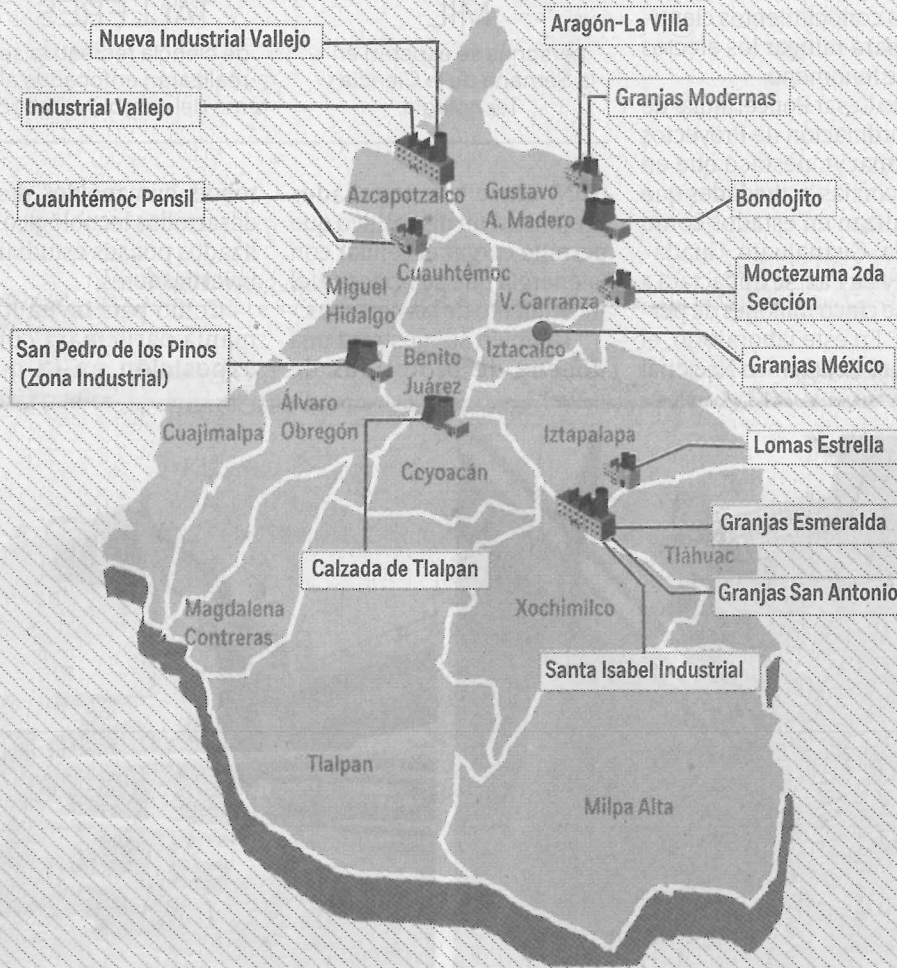 Nueva Industrial Vallejo
Aragón-La Villa
Industrial Vallejo
Granjas Modernas
Azcapotzalco
Gustavo
A. Madero
Cuauhtémoc Pensil
Bondojito
Cuauhtémoc
Miguel
Hidalgo
V. Carranza
Moctezuma 2da
Sección
San Pedro de los Pinos
(Zona Industrial)
Benito
Juárez
Iztacalco
Granjas México
Cuajimalpa
Álvaro
Obregón
Iztapalapa
Lomas Estrella
Coyoacán
Granjas Esmeralda
Tláhuac
Calzada de Tlalpan
Granjas San Antonio
Magdalena
Contreras
Xochimilco
Santa Isabel Industrial
Tlalpan
Milpa Alta